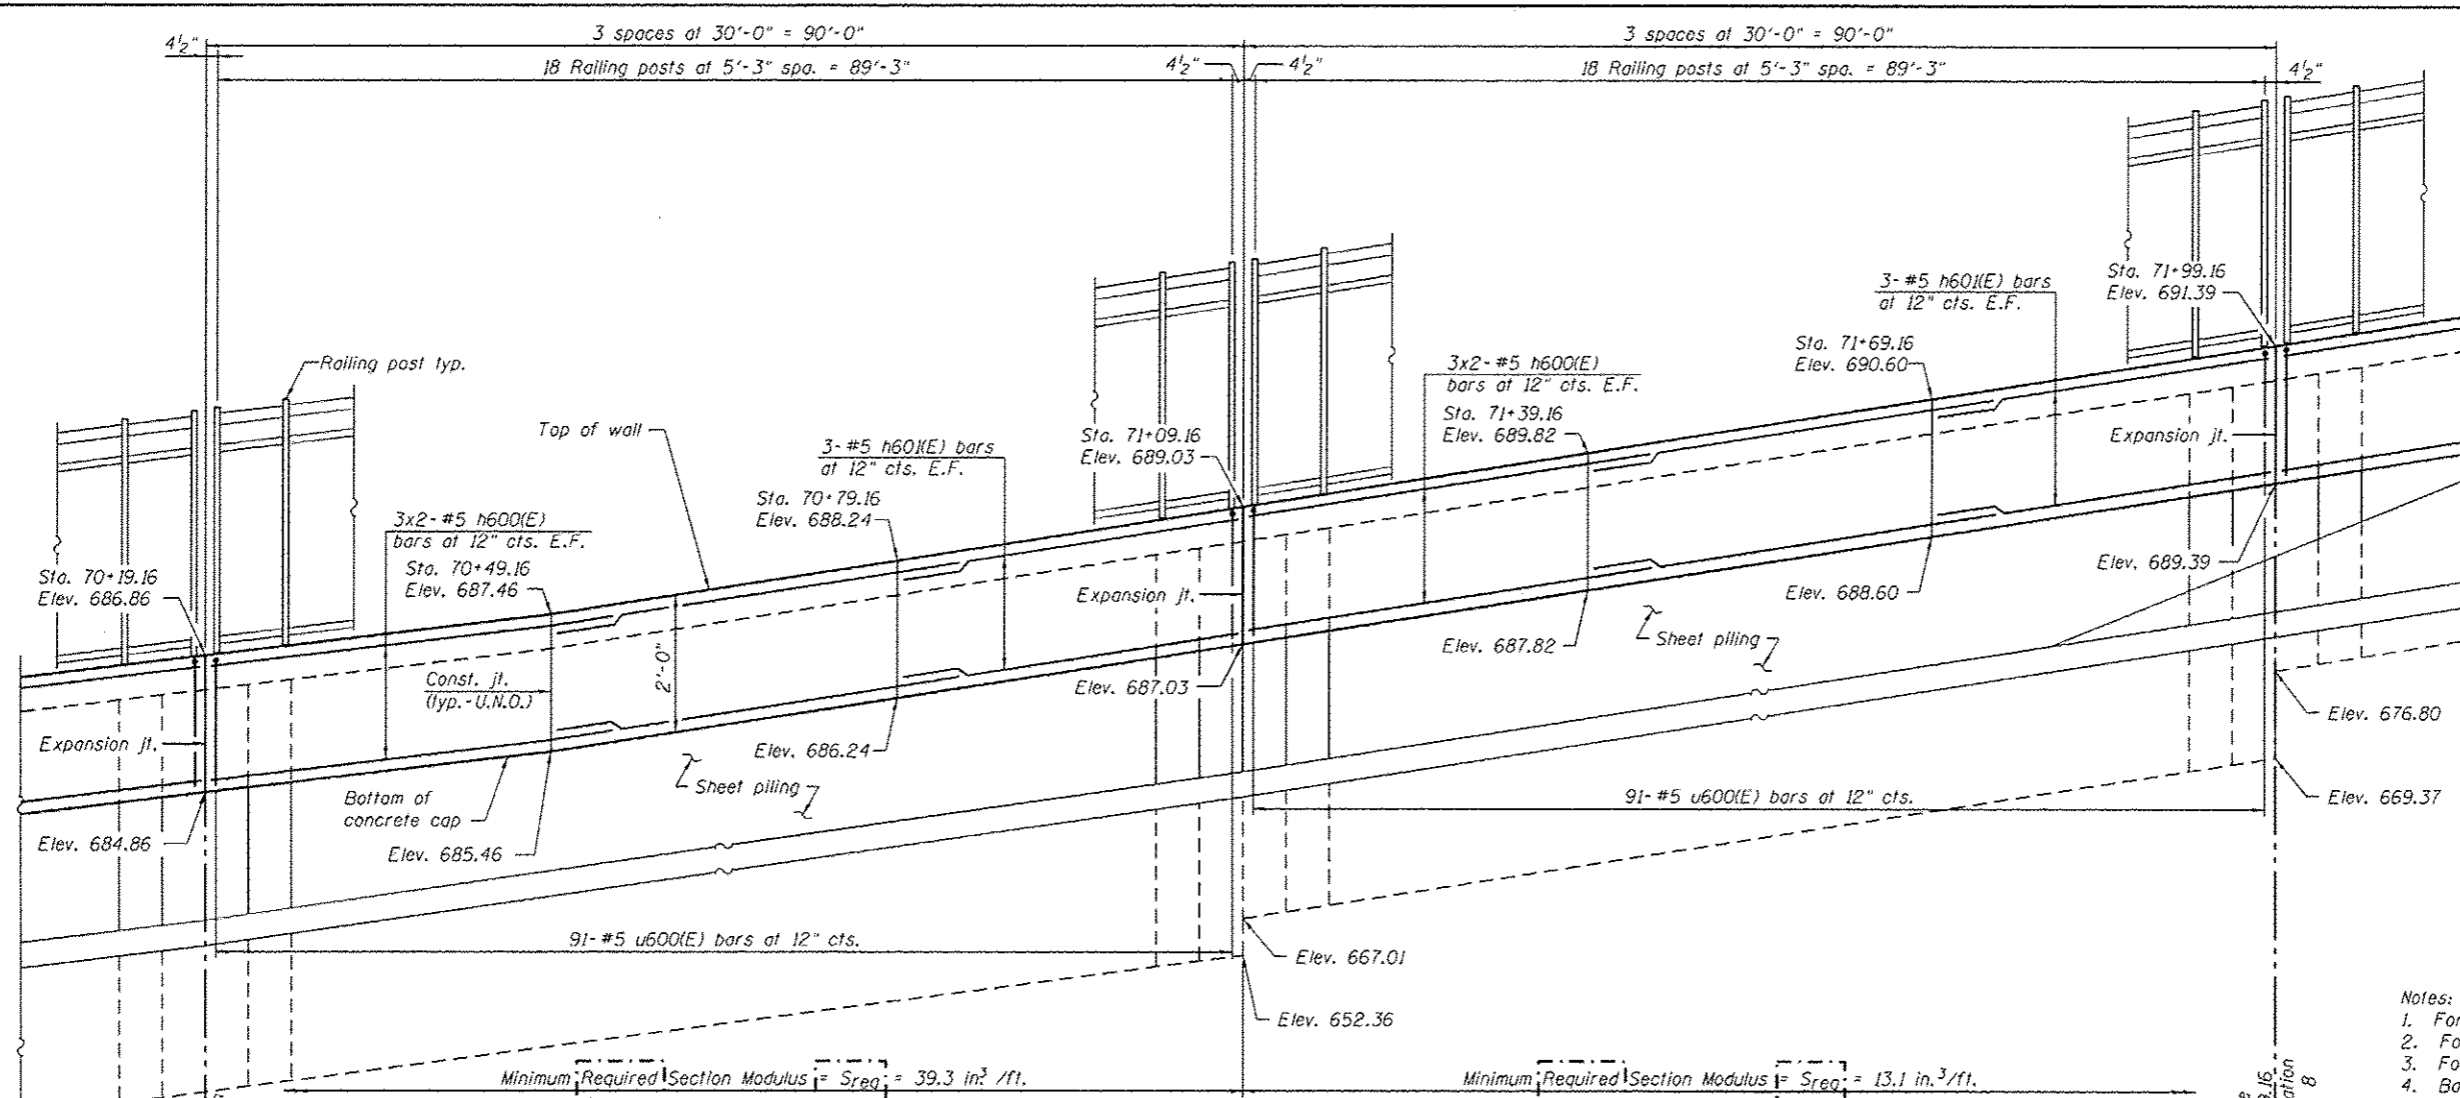 3 spaces at 30'-0" = 90'-0"
3 spaces at 30'-0" = 90'-0"
4½"
18 Railing posts at 5'-3" spa. = 89'-3"
4½"
4½"
18 Railing posts at 5'-3" spa. = 89'-3"
4½"
Railing post typ.
Top of wall
3-#5 h601(E) bars
at 12" cts. E.F.
Sta. 71+09.16
Elev. 689.03
3x2-#5 h600(E)
bars at 12" cts. E.F.
Sta. 71+39.16
Elev. 689.82
Sta. 71+69.16
Elev. 690.60
3-#5 h601(E) bars
at 12" cts. E.F.
Sta. 71+99.16
Elev. 691.39
Sta. 70+79.16
Elev. 688.24
3x2-#5 h600(E)
bars at 12" cts. E.F.
Sta. 70+49.16
Elev. 687.46
Sta. 70+19.16
Elev. 686.86
Expansion jt.
Expansion jt.
Expansion jt.
Const. jt.
(typ.-U.N.O.)
2'-0"
Elev. 684.86
Bottom of
concrete cap
Elev. 685.46
Elev. 686.24
Sheet piling
Elev. 687.03
Elev. 687.82
Sheet piling
Elev. 688.60
Elev. 689.39
Elev. 676.80
Elev. 669.37
91-#5 u600(E) bars at 12" cts.
91-#5 u600(E) bars at 12" cts.
Elev. 667.01
Elev. 652.36
Minimum Required Section Modulus = Sreq = 39.3 in.³ /ft.
Minimum Required Section Modulus = Sreq = 13.1 in.³/ft.
Notes:
1.
2.
3.
4.
8